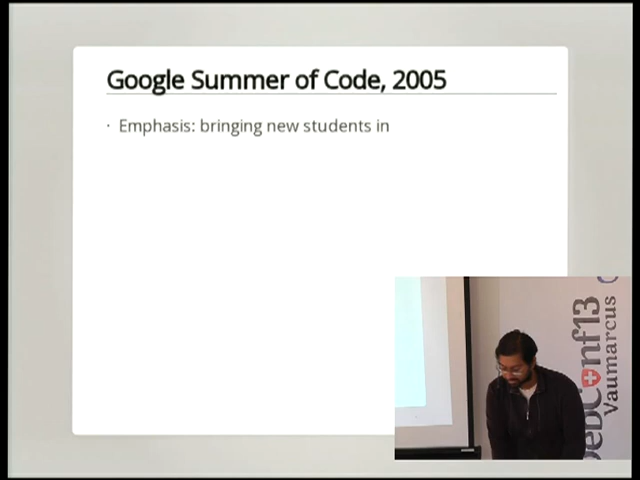 Google Summer of Code, 2005
· Emphasis: bringing new students in
DebConf13
Vaumarcus